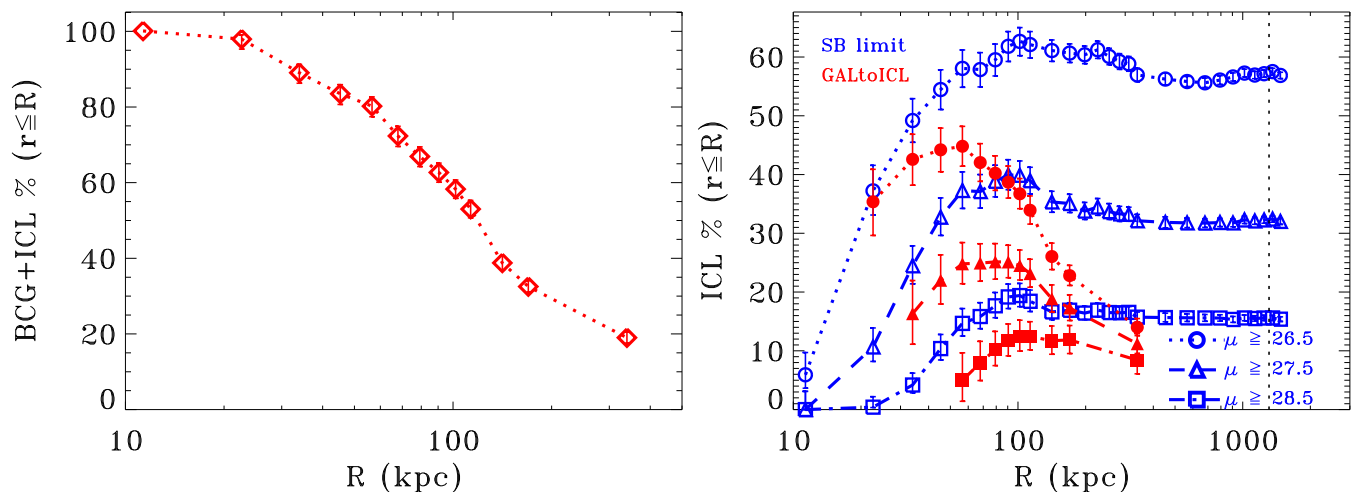 BCG+ICL % (r≦R)
100
80
60
40
20
0
10
100
R (kpc)
ICL % (r≦R)
60
50
40
30
20
10
0
SB limit
GALtoICL
μ ≧ 26.5
μ ≧ 27.5
μ ≧ 28.5
10
100
1000
R (kpc)